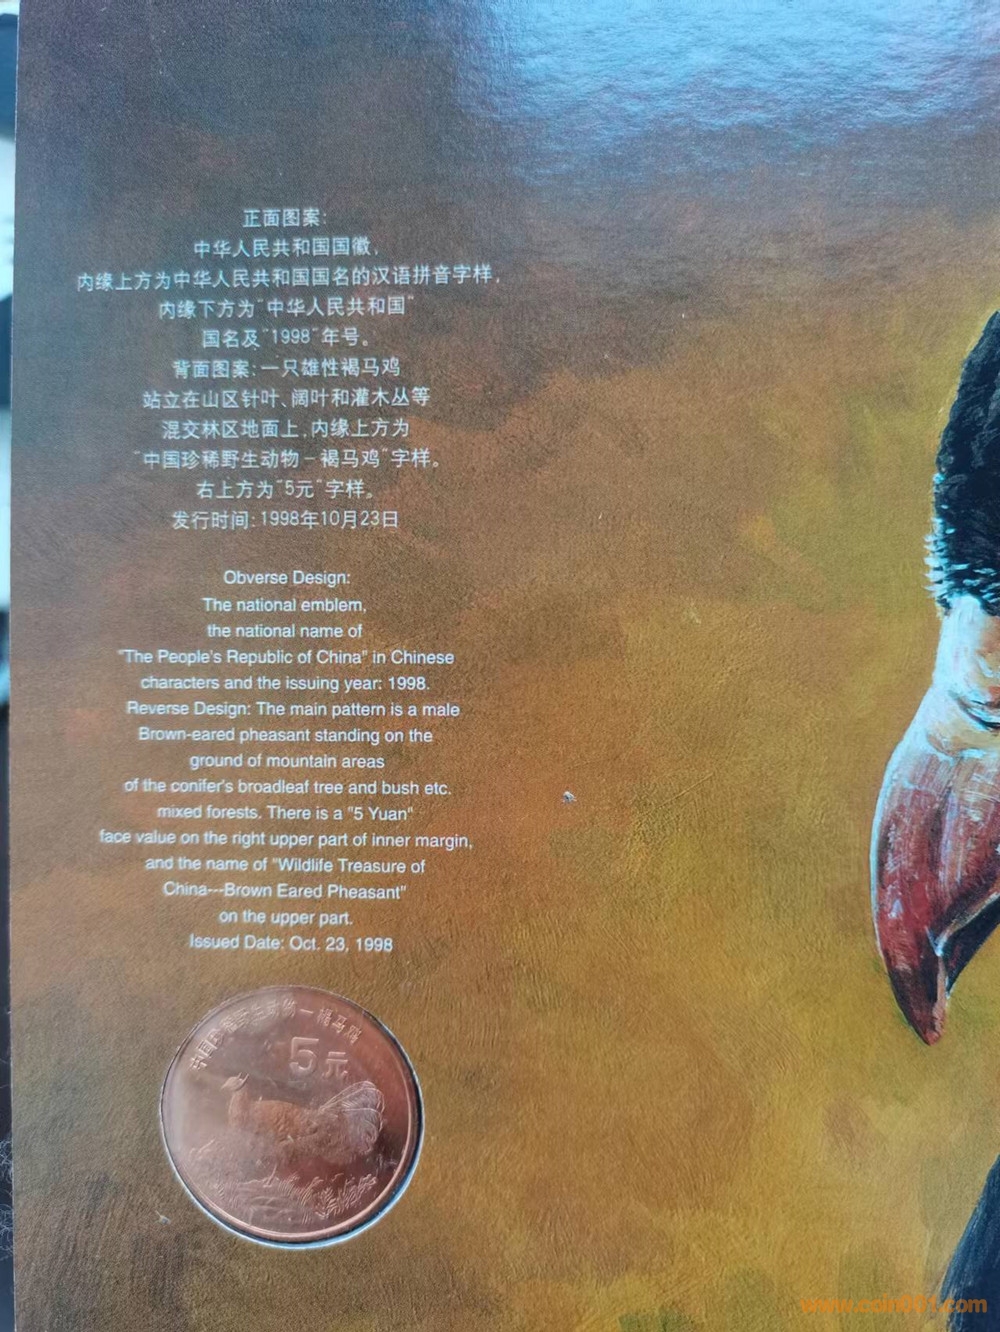 正面图案:
中华人民共和国国徽,
内缘上方为中华人民共和国国名的汉语拼音字样,
内缘下方为"中华人民共和国"
国名及"1998"年号。
背面图案:一只雄性褐马鸡
站立在山区针叶、阔叶和灌木丛等
混交林区地面上,内缘上方为
"中国珍稀野生动物-褐马鸡"字样。
右上方为"5元"字样。
发行时间:1998年10月23日
Obverse Design:
The national emblem,
the national name of
"The People's Republic of China" in Chinese
characters and the issuing year: 1998.
Reverse Design: The main pattern is a male
Brown-eared pheasant standing on the
ground of mountain areas
of the conifer's broadleaf tree and bush etc.
mixed forests. There is a "5 Yuan"
face value on the right upper part of inner margin,
and the name of "Wildlife Treasure of
China---Brown Eared Pheasant"
on the upper part.
Issued Date: Oct. 23, 1998
中国珍稀野生动物-褐马鸡
5元
www.coin001.com